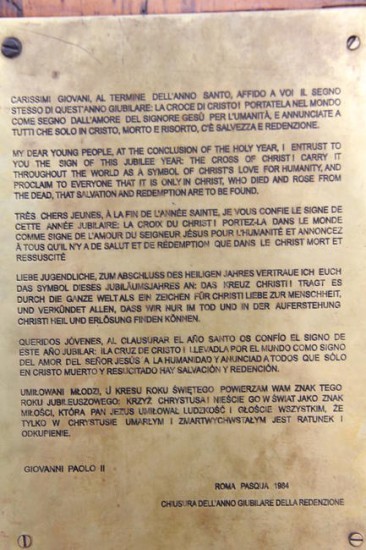 CARISSIMI GIOVANI, AL TERMINE DELL'ANNO SANTO, AFFIDO A VOI IL SEGNO
STESSO DI QUEST'ANNO GIUBILARE: LA CROCE DI CRISTO! PORTATELA NEL MONDO
COME SEGNO DALL'AMORE DEL SIGNORE GESÙ PER L'UMANITÀ, E ANNUNCIATE A
TUTTI CHE SOLO IN CRISTO, MORTO E RISORTO, C'È SALVEZZA E REDENZIONE.
MY DEAR YOUNG PEOPLE, AT THE CONCLUSION OF THE HOLY YEAR, I ENTRUST TO
YOU THE SIGN OF THIS JUBILEE YEAR: THE CROSS OF CHRIST! CARRY IT
THROUGHOUT THE WORLD AS A SYMBOL OF CHRIST'S LOVE FOR HUMANITY, AND
PROCLAIM TO EVERYONE THAT IT IS ONLY IN CHRIST, WHO DIED AND ROSE FROM
THE DEAD, THAT SALVATION AND REDEMPTION ARE TO BE FOUND.
TRÈS CHERS JEUNES, À LA FIN DE L'ANNÉE SAINTE, JE VOUS CONFIE LE SIGNE DE
CETTE ANNÉE JUBILAIRE: LA CROIX DU CHRIST! PORTEZ-LA DANS LE MONDE
COMME SIGNE DE L'AMOUR DU SEIGNEUR JÉSUS POUR L'HUMANITÉ ET ANNONCEZ
À TOUS QU'IL N'Y A DE SALUT ET DE RÉDEMPTION QUE DANS LE CHRIST MORT ET
RESSUSCITÉ
LIEBE JUGENDLICHE, ZUM ABSCHLUSS DES HEILIGEN JAHRES VERTRAUE ICH EUCH
DAS SYMBOL DIESES JUBILÄUMSJAHRES AN: DAS KREUZ CHRISTI! TRAGT ES
DURCH DIE GANZE WELT ALS EIN ZEICHEN FÜR CHRISTI LIEBE ZUR MENSCHHEIT,
UND VERKÜNDET ALLEN, DASS WIR NUR IM TOD UND IN DER AUFERSTEHUNG
CHRISTI HEIL UND ERLÖSUNG FINDEN KÖNNEN.
QUERIDOS JÓVENES, AL CLAUSURAR EL AÑO SANTO OS CONFÍO EL SIGNO DE
ESTE AÑO JUBILAR: ¡LA CRUZ DE CRISTO! LLEVADLA POR EL MUNDO COMO SIGNO
DEL AMOR DEL SEÑOR JESÚS A LA HUMANIDAD Y ANUNCIAD A TODOS QUE SÓLO
EN CRISTO MUERTO Y RESUCITADO HAY SALVACIÓN Y REDENCIÓN.
UMIŁOWANI MŁODZI, U KRESU ROKU ŚWIĘTEGO POWIERZAM WAM ZNAK TEGO
ROKU JUBILEUSZOWEGO: KRZYŻ CHRYSTUSA! NIEŚCIE GO W ŚWIAT JAKO ZNAK
MIŁOŚCI, KTÓRĄ PAN JEZUS UMIŁOWAŁ LUDZKOŚĆ I GŁOŚCIE WSZYSTKIM, ŻE
TYLKO W CHRYSTUSIE UMARŁYM I ZMARTWYCHWSTAŁYM JEST RATUNEK I
ODKUPIENIE.
GIOVANNI PAOLO II
ROMA PASQUA 1984
CHIUSURA DELL'ANNO GIUBILARE DELLA REDENZIONE